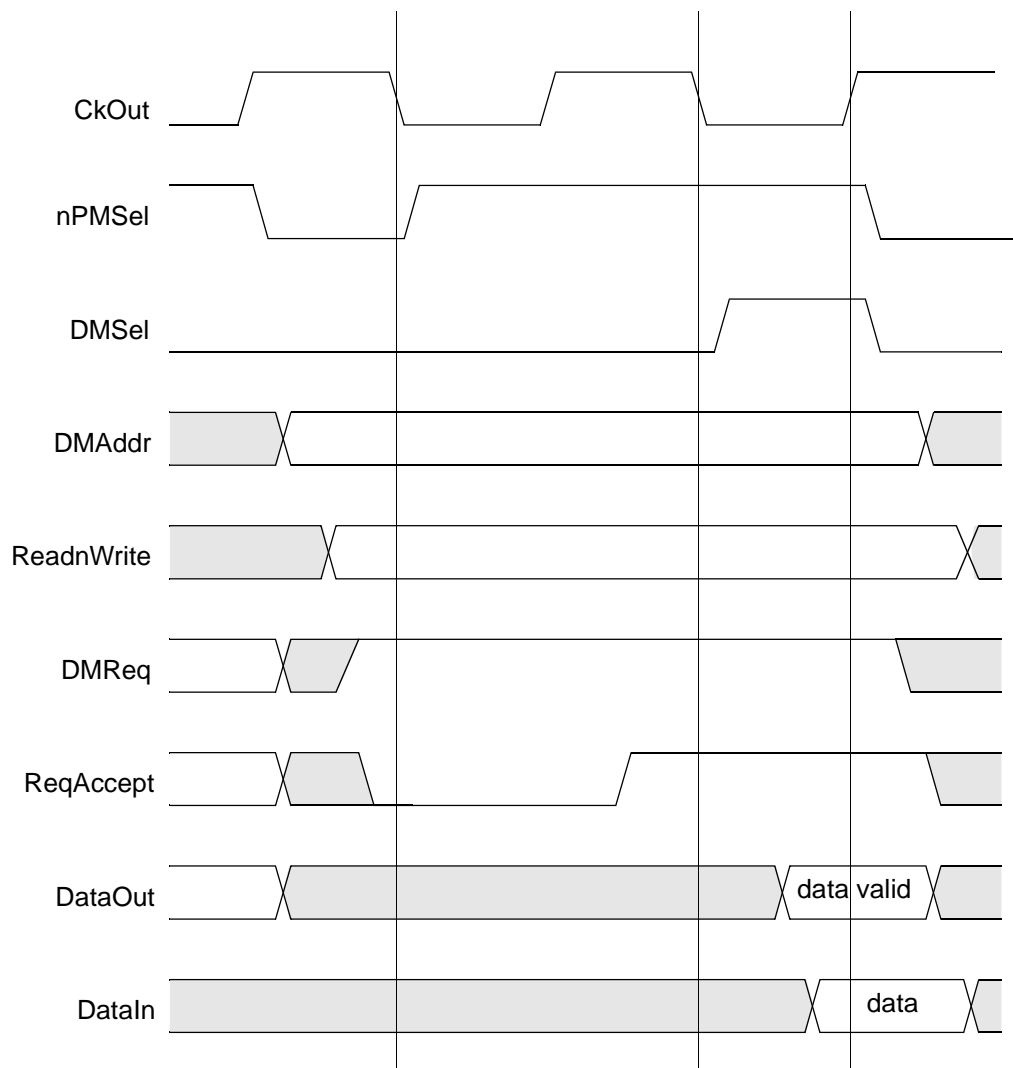 CkOut
nPMSel
DMSel
DMAddr
ReadnWrite
DMReq
ReqAccept
DataOut
data valid
DataIn
data